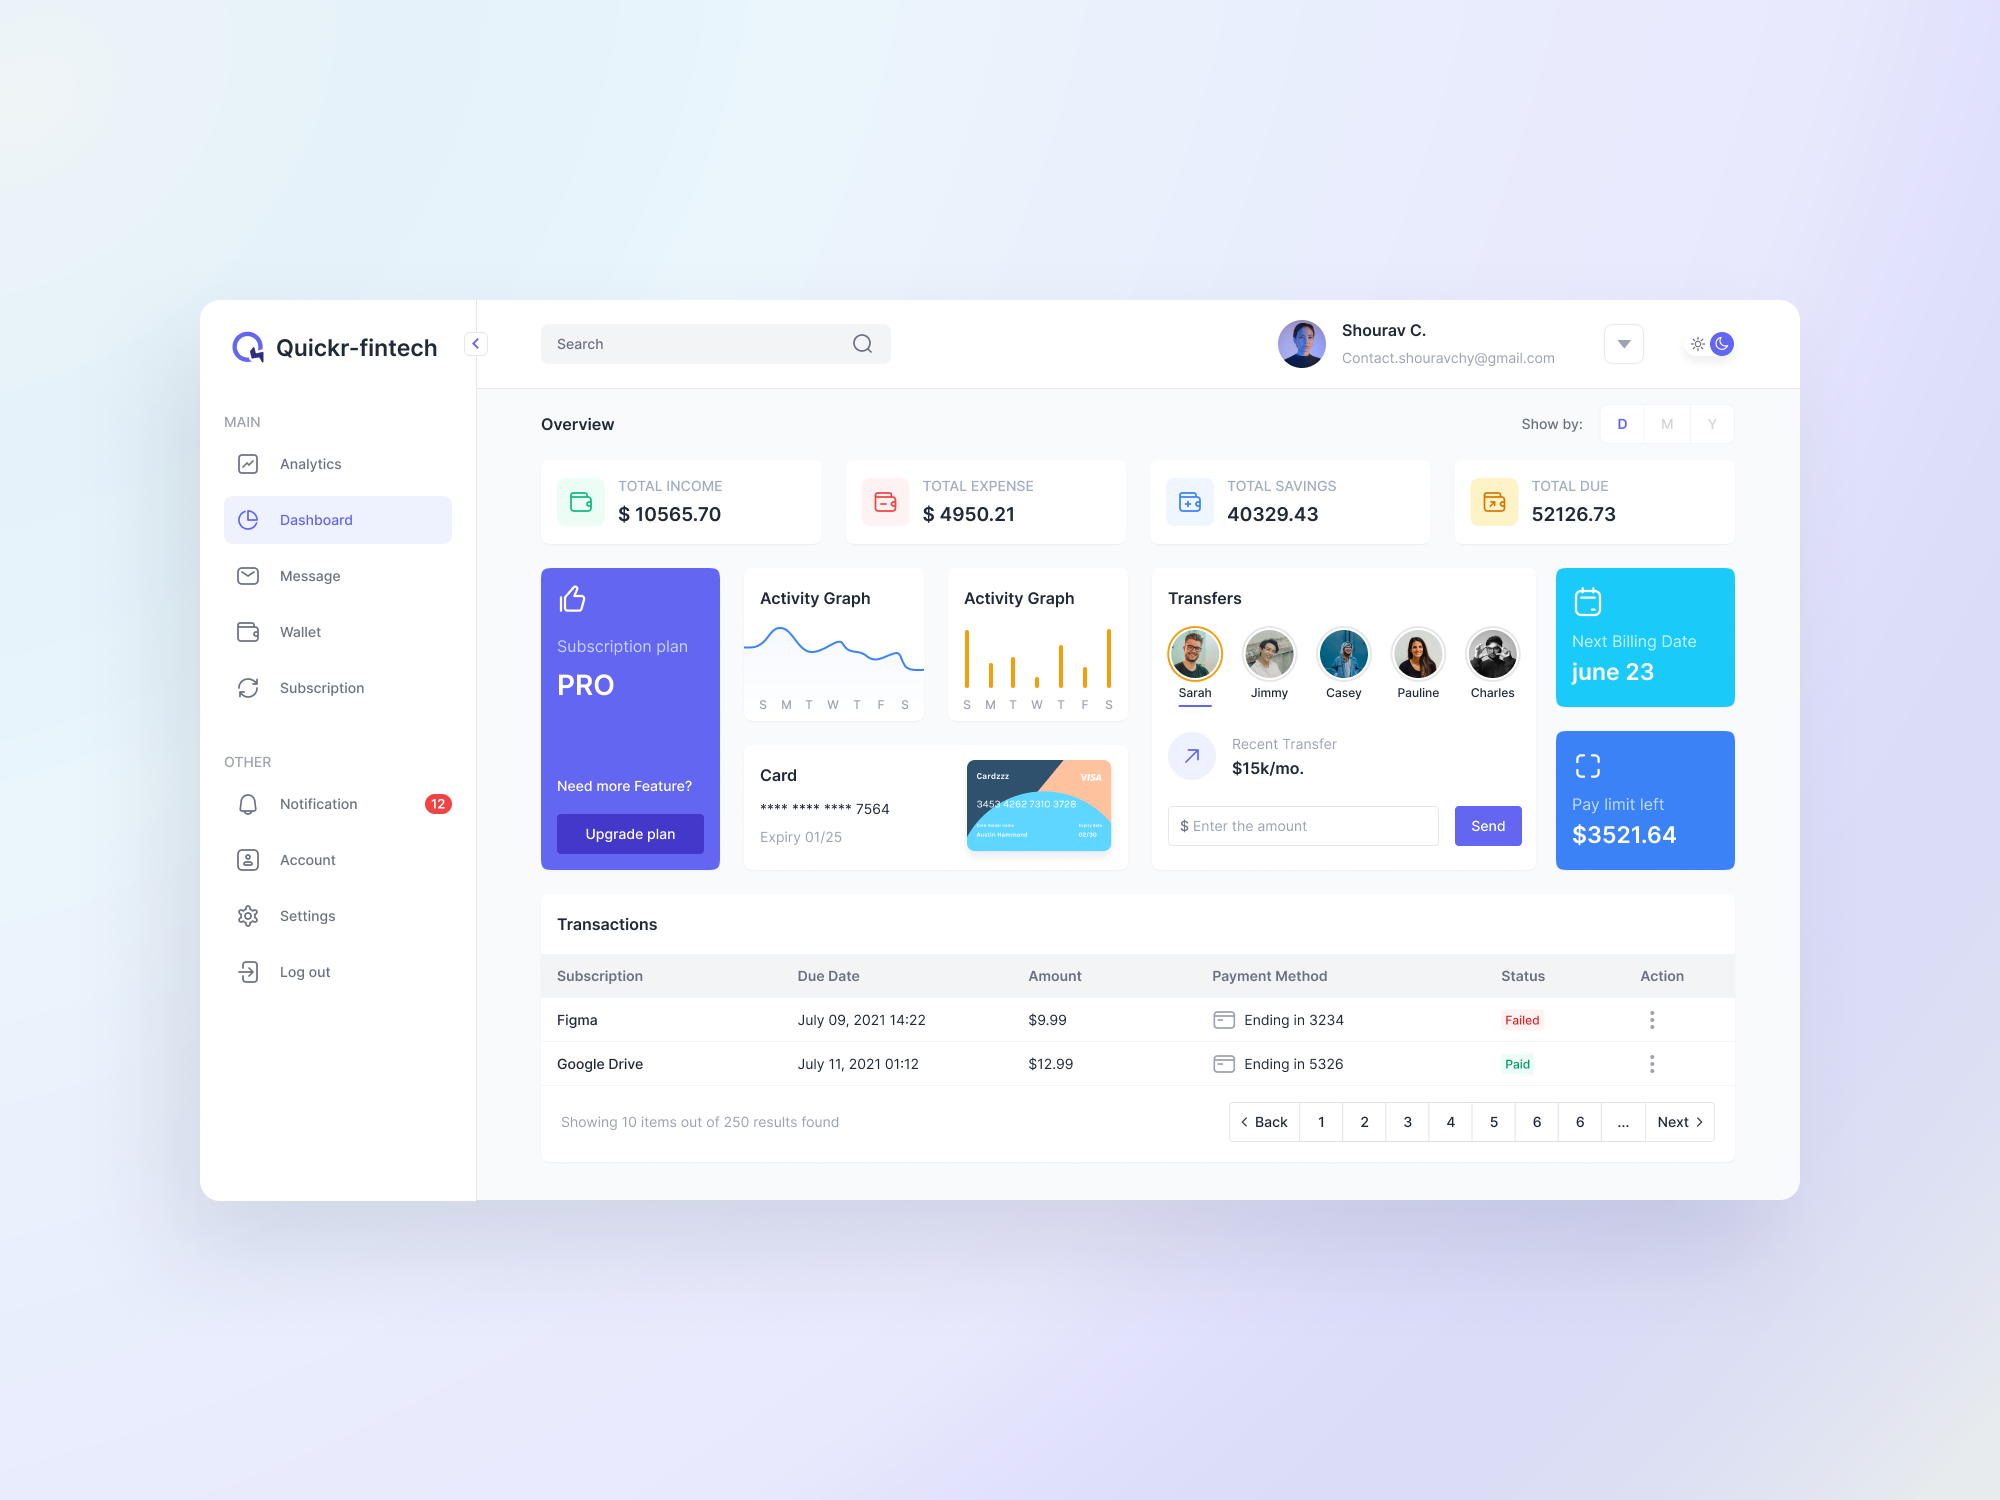 Quickr-fintech
Search
Shourav C.
Contact.shouravchy@gmail.com
MAIN
Analytics
Dashboard
Message
Wallet
Subscription
OTHER
Notification 12
Account
Settings
Log out
Overview
Show by: D M Y
TOTAL INCOME
$ 10565.70
TOTAL EXPENSE
$ 4950.21
TOTAL SAVINGS
40329.43
TOTAL DUE
52126.73
Subscription plan
PRO
Need more Feature?
Upgrade plan
Activity Graph
S M T W T F S
Activity Graph
S M T W T F S
Card
**** **** **** 7564
Expiry 01/25
Cardzzz
VISA
3453 4262 7310 3728
Expiry date
Austin Hammond
02/30
Transfers
Sarah Jimmy Casey Pauline Charles
Recent Transfer
$15k/mo.
$ Enter the amount
Send
Next Billing Date
june 23
Pay limit left
$3521.64
Transactions
Subscription Due Date Amount Payment Method Status Action
Figma July 09, 2021 14:22 $9.99 Ending in 3234 Failed
Google Drive July 11, 2021 01:12 $12.99 Ending in 5326 Paid
Showing 10 items out of 250 results found
Back 1 2 3 4 5 6 6 ... Next